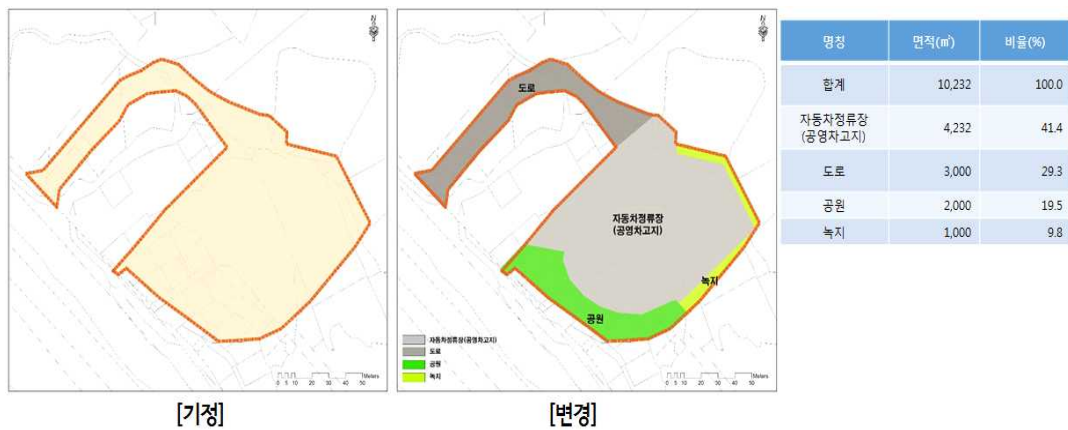 N
0 5 10 20 30 40 50 Meters
[기정]
N
도로
자동차정류장
(공영차고지)
녹지
공원
자동차정류장(공영차고지)
도로
공원
녹지
0 5 10 20 30 40 50 Meters
[변경]
명칭 면적(㎡) 비율(%)
합계 10,232 100.0
자동차정류장
(공영차고지) 4,232 41.4
도로 3,000 29.3
공원 2,000 19.5
녹지 1,000 9.8